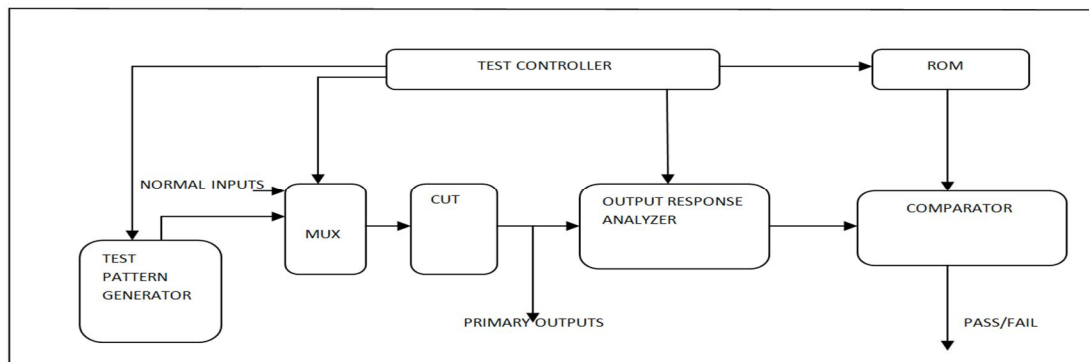 TEST CONTROLLER
ROM
NORMAL INPUTS
MUX
CUT
OUTPUT RESPONSE
ANALYZER
COMPARATOR
TEST
PATTERN
GENERATOR
PRIMARY OUTPUTS
PASS/FAIL